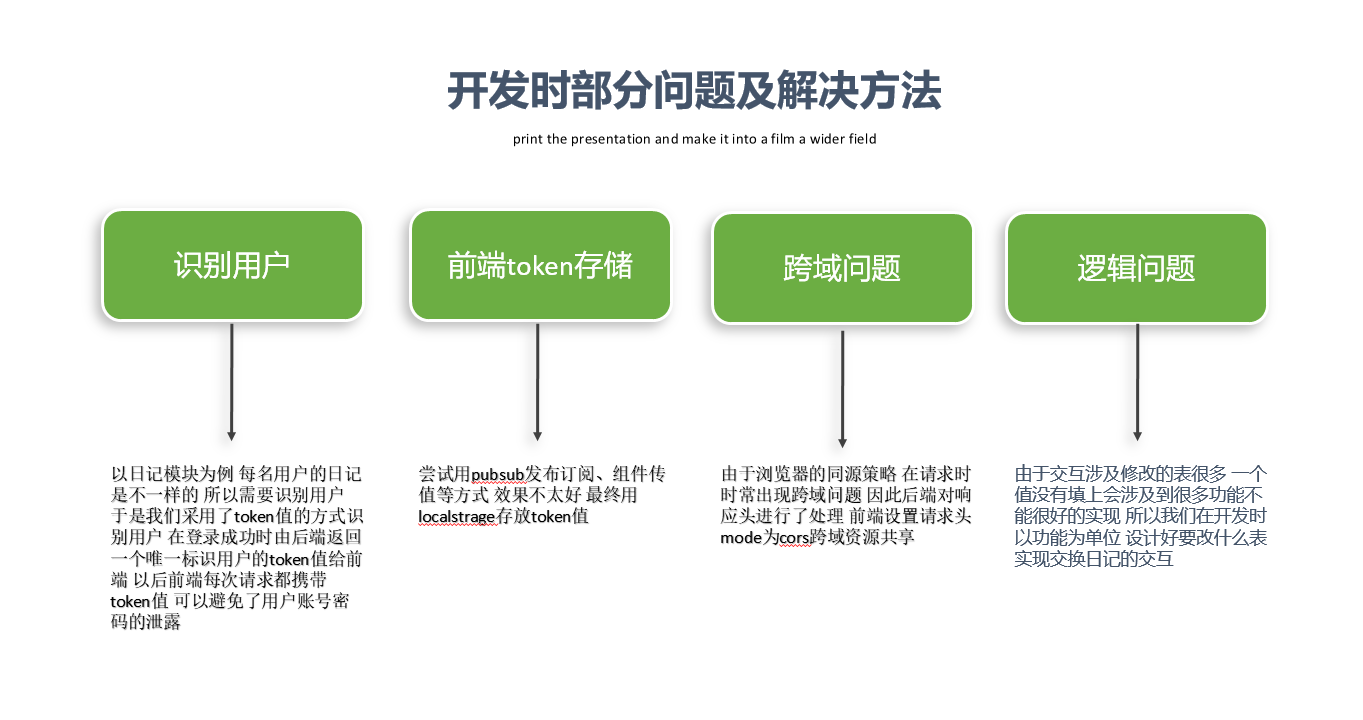 开发时部分问题及解决方法
print the presentation and make it into a film a wider field
识别用户
前端token存储
跨域问题
逻辑问题
以日记模块为例 每名用户的日记
是不一样的 所以需要识别用户
于是我们采用了token值的方式识
别用户 在登录成功时由后端返回
一个唯一标识用户的token值给前
端 以后前端每次请求都携带
token值 可以避免了用户账号密
码的泄露
尝试用pubsub发布订阅、组件传
值等方式 效果不太好 最终用
localstrage存放token值
由于浏览器的同源策略 在请求时
时常出现跨域问题 因此后端对响
应头进行了处理 前端设置请求头
mode为cors跨域资源共享
由于交互涉及修改的表很多 一个
值没有填上会涉及到很多功能不
能很好的实现 所以我们在开发时
以功能为单位 设计好要改什么表
实现交换日记的交互